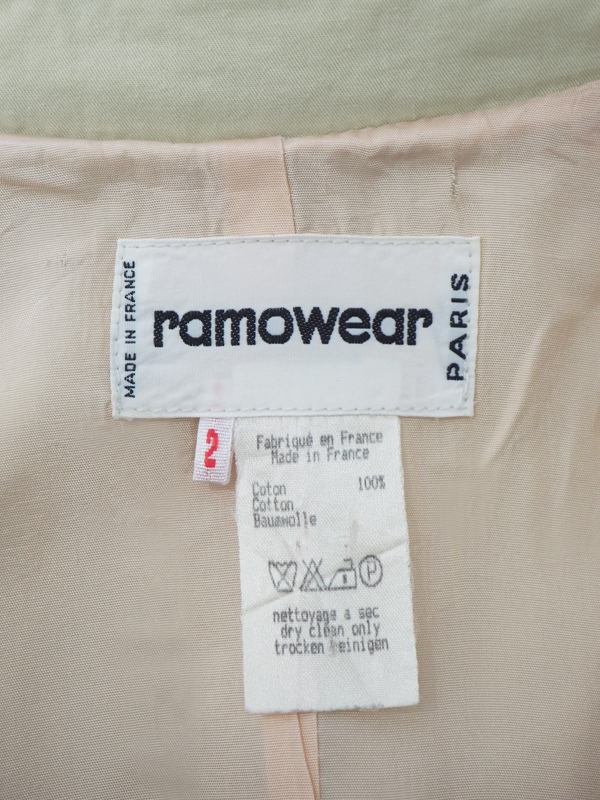 MADE IN FRANCE
ramowear
PARIS
2
Fabriqué en France
Made in France
Coton 100%
Cotton
Baumwolle
P
nettoyage a sec
dry clean only
trocken reinigen